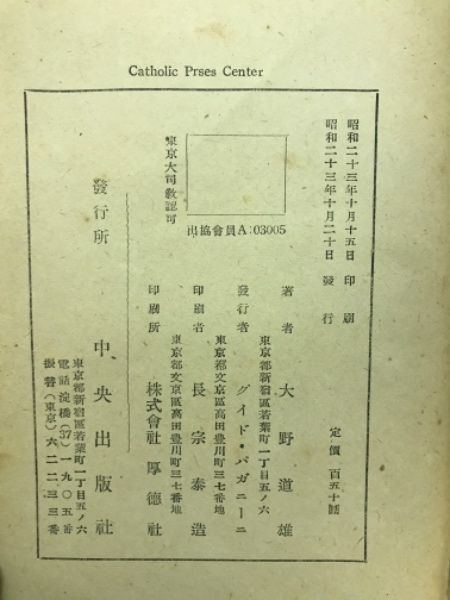 Catholic Prses Center
昭和二十三年十月十五日 印刷
昭和二十三年十月二十日 發行
定價 百五十圓
出協會員A:03005
東京大司敎認可
著者 大野道雄
東京都新宿區若葉町一丁目五ノ六
發行者 グイド・パガニーニ
東京都文京區高田豊川町三七番地
印刷者 長宗泰造
東京都文京區高田豊川町三七番地
印刷所 株式會社厚德社
發行所 中央出版社
東京都新宿區若葉町一丁目五ノ六
電話淀橋(37)一九〇五番
振替(東京)六二二三三番